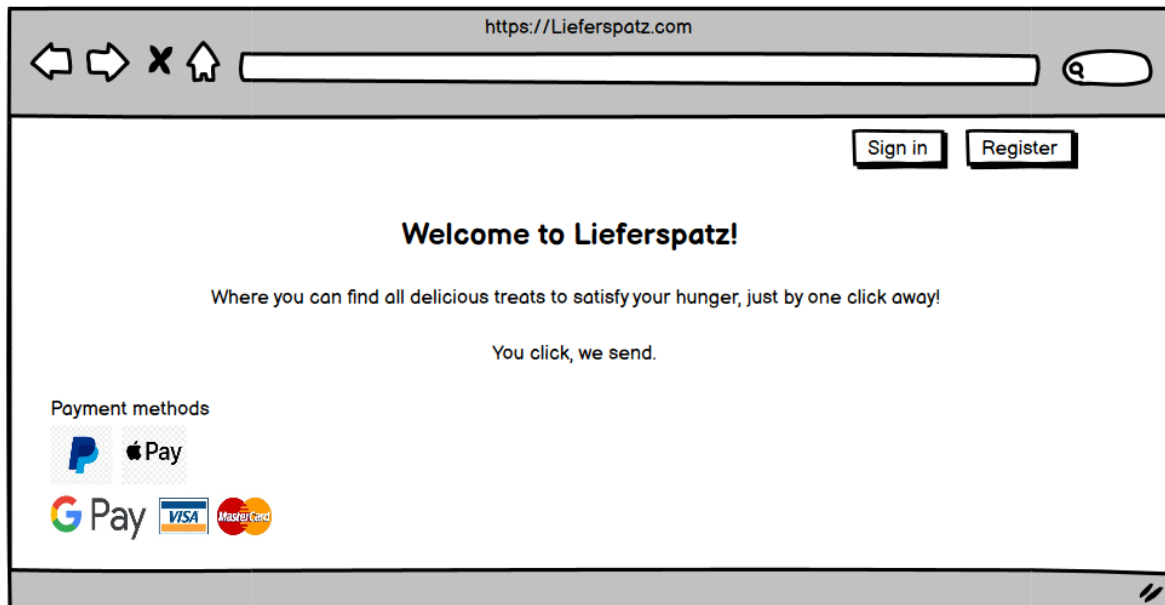 https://Lieferspatz.com
Sign in Register
Welcome to Lieferspatz!
Where you can find all delicious treats to satisfy your hunger, just by one click away!
You click, we send.
Payment methods
Pay
G Pay VISA MasterCard